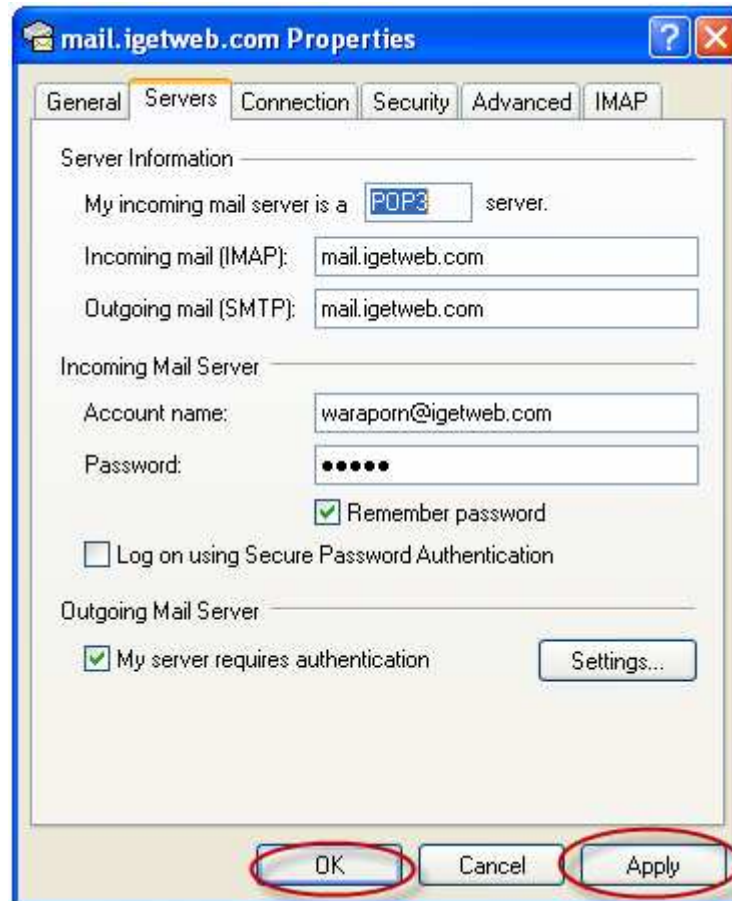 mail.igetweb.com Properties
General Servers Connection Security Advanced IMAP
Server Information
My incoming mail server is a POP3 server.
Incoming mail (IMAP): mail.igetweb.com
Outgoing mail (SMTP): mail.igetweb.com
Incoming Mail Server
Account name: waraporn@igetweb.com
Password: ●●●●●
Remember password
Log on using Secure Password Authentication
Outgoing Mail Server
My server requires authentication Settings...
OK Cancel Apply